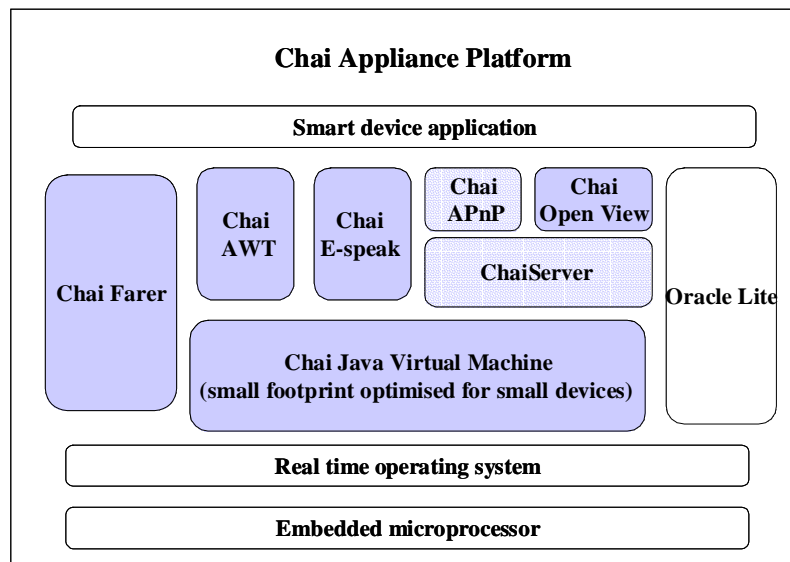 Chai Appliance Platform
Smart device application
Chai Farer
Chai
AWT
Chai
E-speak
Chai
APnP
Chai
Open View
ChaiServer
Oracle Lite
Chai Java Virtual Machine
(small footprint optimised for small devices)
Real time operating system
Embedded microprocessor